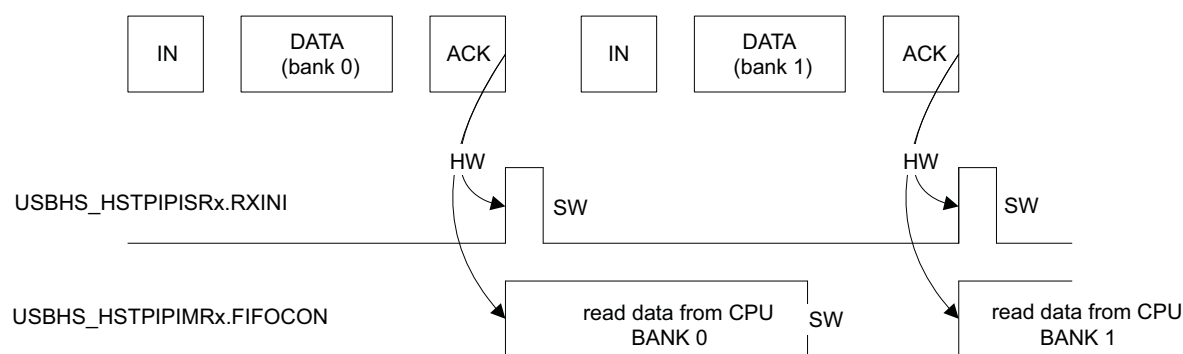 IN
DATA
(bank 0)
ACK
IN
DATA
(bank 1)
ACK
HW
HW
USBHS_HSTPIPISRx.RXINI
SW
SW
USBHS_HSTPIPIMRx.FIFOCON
read data from CPU
BANK 0
SW
read data from CPU
BANK 1